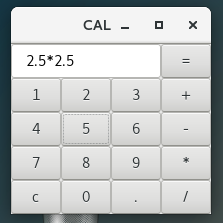 CAL
2.5*2.5 =
1 2 3 +
4 5 6 -
7 8 9 *
c 0 . /